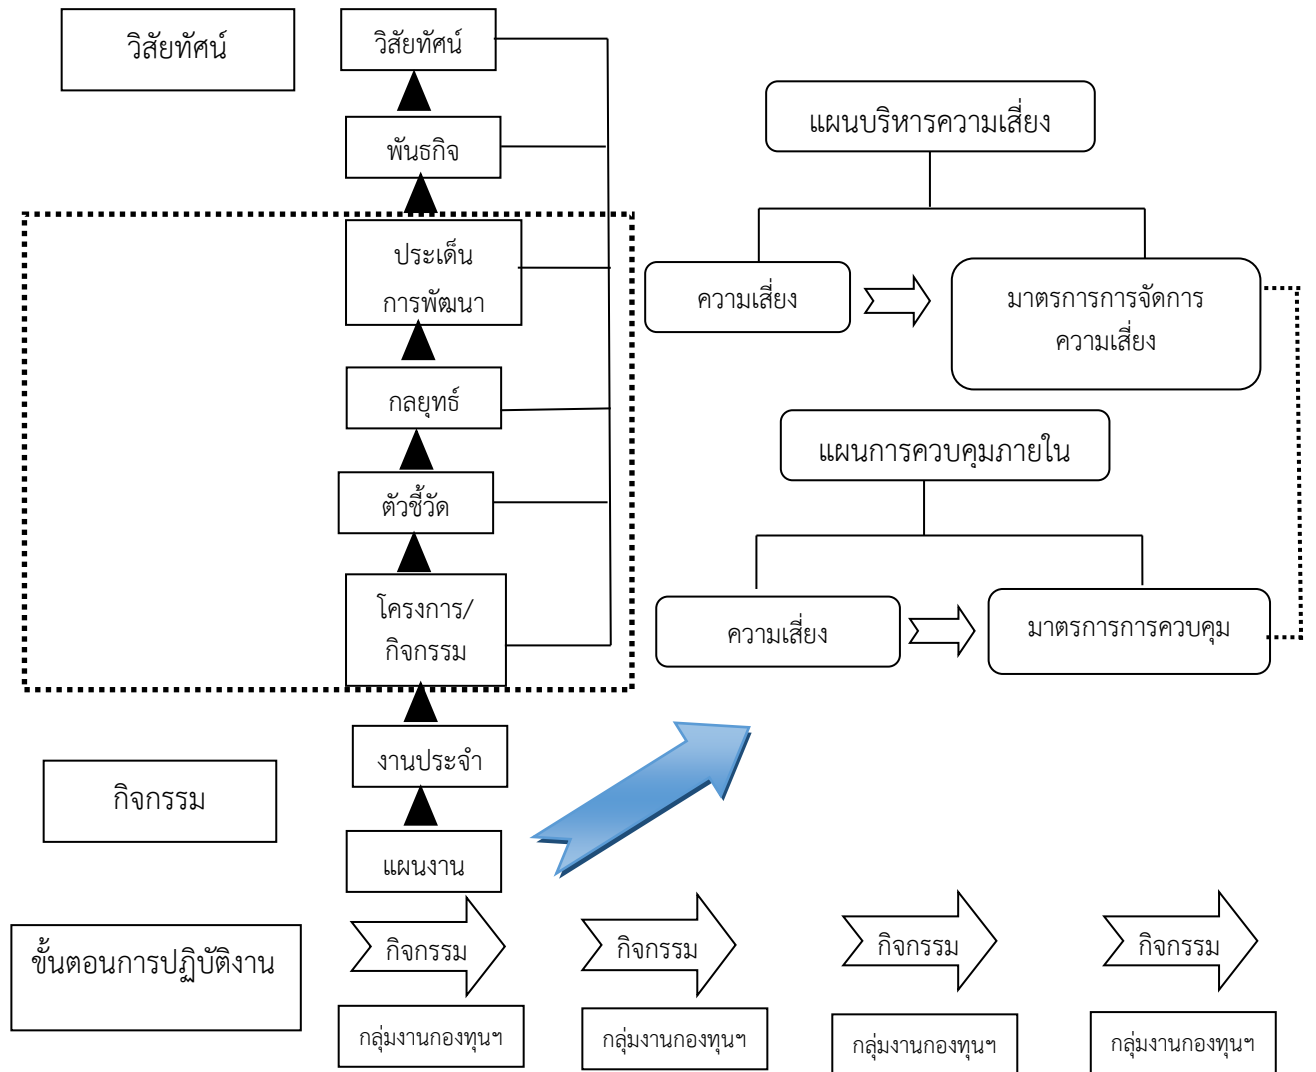 วิสัยทัศน์
วิสัยทัศน์
พันธกิจ
ประเด็น
การพัฒนา
กลยุทธ์
ตัวชี้วัด
โครงการ/
กิจกรรม
งานประจำ
แผนงาน
แผนบริหารความเสี่ยง
ความเสี่ยง
มาตรการการจัดการ
ความเสี่ยง
แผนการควบคุมภายใน
ความเสี่ยง
มาตรการการควบคุม
กิจกรรม
ขั้นตอนการปฏิบัติงาน
กิจกรรม
กิจกรรม
กิจกรรม
กิจกรรม
กลุ่มงานกองทุนฯ
กลุ่มงานกองทุนฯ
กลุ่มงานกองทุนฯ
กลุ่มงานกองทุนฯ